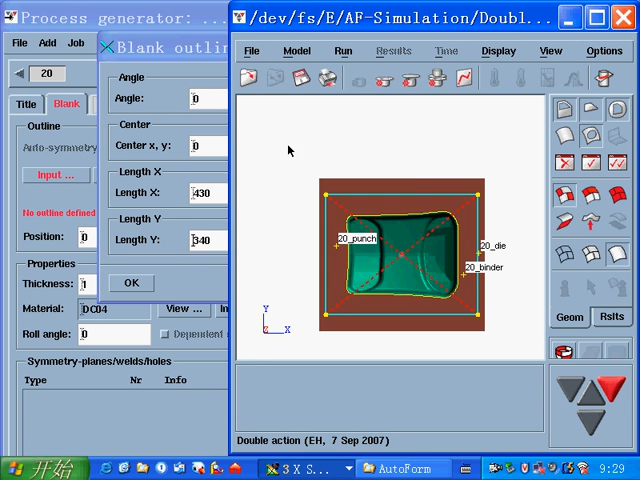 Process generator: ...
File Add Job
20
Title Blank
Outline
Auto-symmetry
Input ...
No outline defined
Position: 0
Properties
Thickness: 1
Material: DC04 View ...
Roll angle: 0 Dependent
Symmetry-planes/welds/holes
Type Nr Info
Blank outlin
Angle
Angle: 0
Center
Center x, y: 0
Length X
Length X: 430
Length Y
Length Y: 340
OK
/dev/fs/E/AF-Simulation/Doubl...
File Model Run Results Time Display View Options
20_punch
20_die
20_binder
Y
Z X
Geom Rslts
Double action (EH, 7 Sep 2007)
开始
3 X S...
AutoForm
9:29